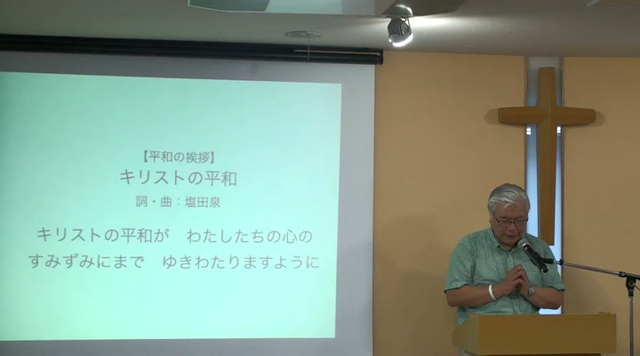 【平和の挨拶】
キリストの平和
詞・曲：塩田泉
キリストの平和が　わたしたちの心の
すみずみにまで　ゆきわたりますように